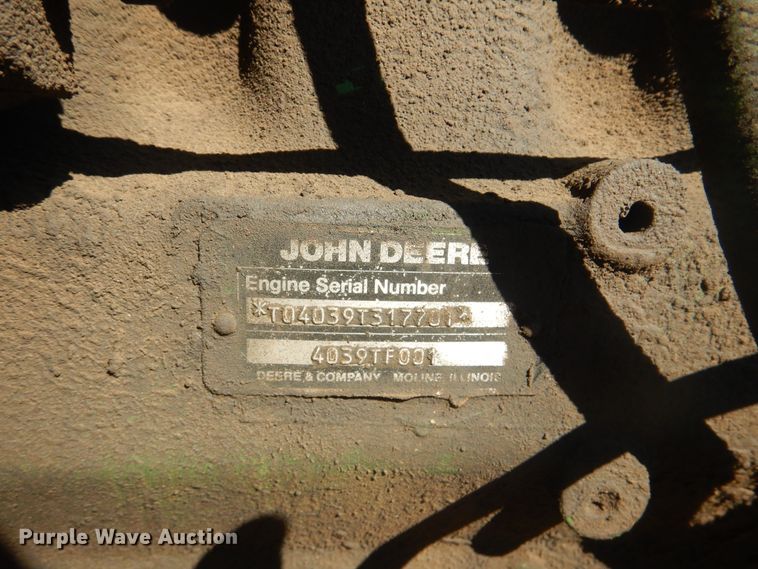 JOHN DEERE
Engine Serial Number
*T04039T317701*
4039TF001
DEERE & COMPANY MOLINE ILLINOIS
Purple Wave Auction